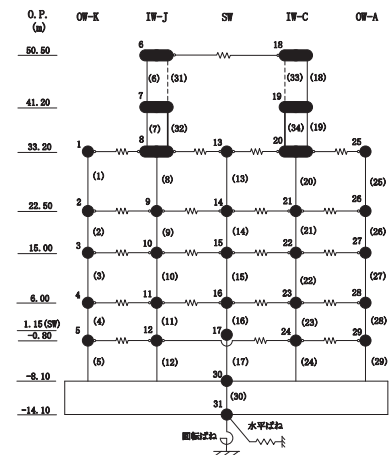 O.P. OW-K IW-J SW IW-C OW-A
(m)
50.50 6 18
(6) (31) (33) (18)
41.20 7 19
(7) (32) (34) (19)
33.20 1 8 13 20 25
(1) (8) (13) (20) (25)
22.50 2 9 14 21 26
(2) (9) (14) (21) (26)
15.00 3 10 15 22 27
(3) (10) (15) (22) (27)
6.00 4 11 16 23 28
(4) (11) (16) (23) (28)
1.15(SW) 17
-0.80 5 12 24 29
(5) (12) (17) (24) (29)
-8.10 30
(30)
-14.10 31
水平ばね
回転ばね